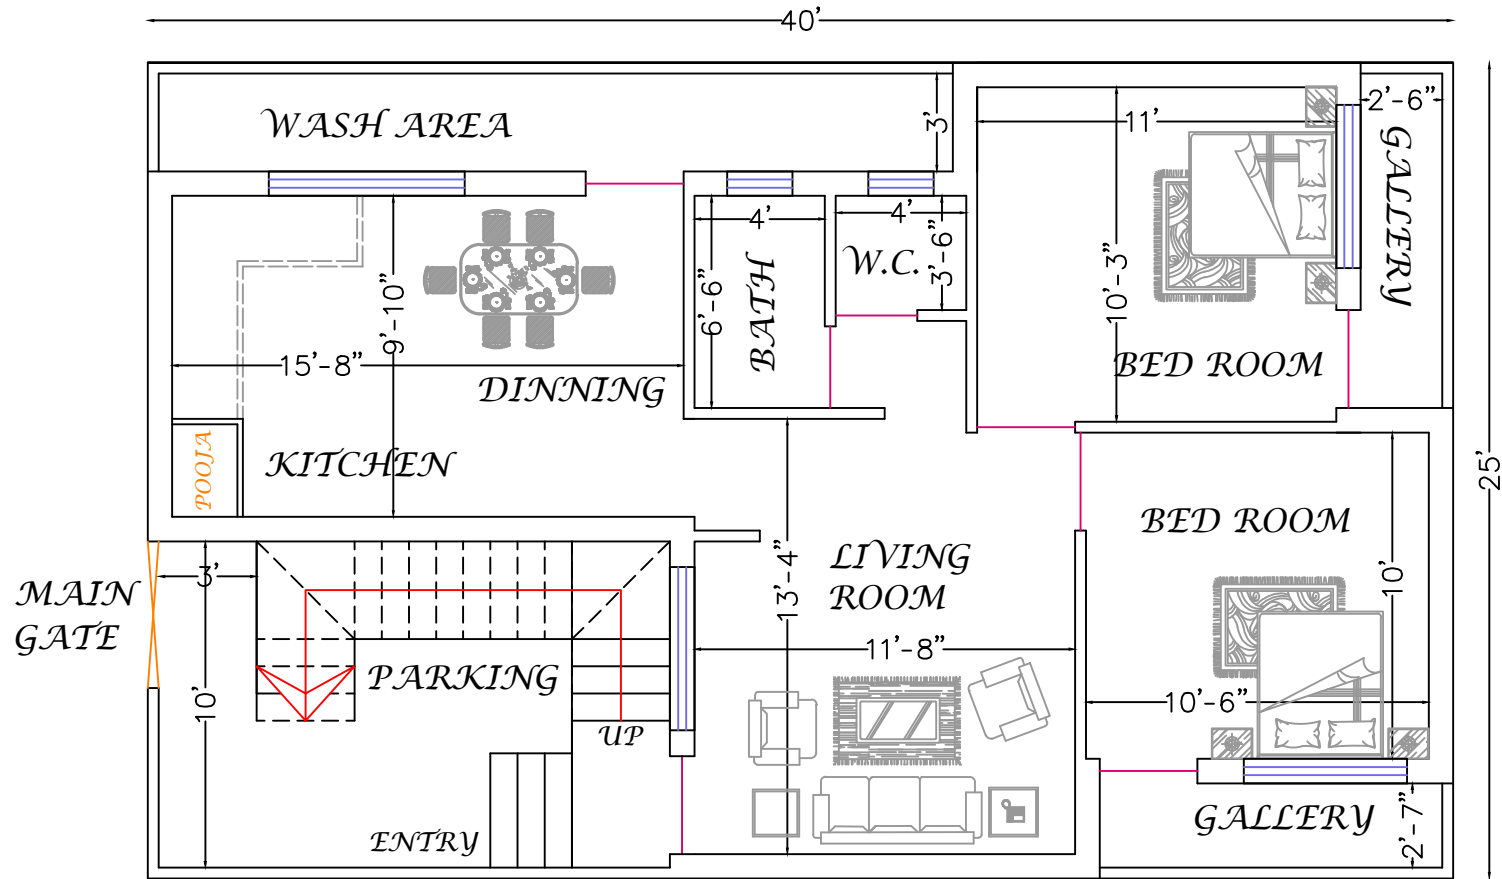 40'
WASH AREA
3'
11'
2'-6"
GALLERY
4'
4'
W.C.
3'-6"
BATH
6'-6"
10'-3"
9'-10"
15'-8"
DINNING
BED ROOM
KITCHEN
POOJA
25'
BED ROOM
LIVING
ROOM
13'-4"
10'
MAIN
GATE
3'
10'
PARKING
11'-8"
10'-6"
UP
ENTRY
GALLERY
2'-7"